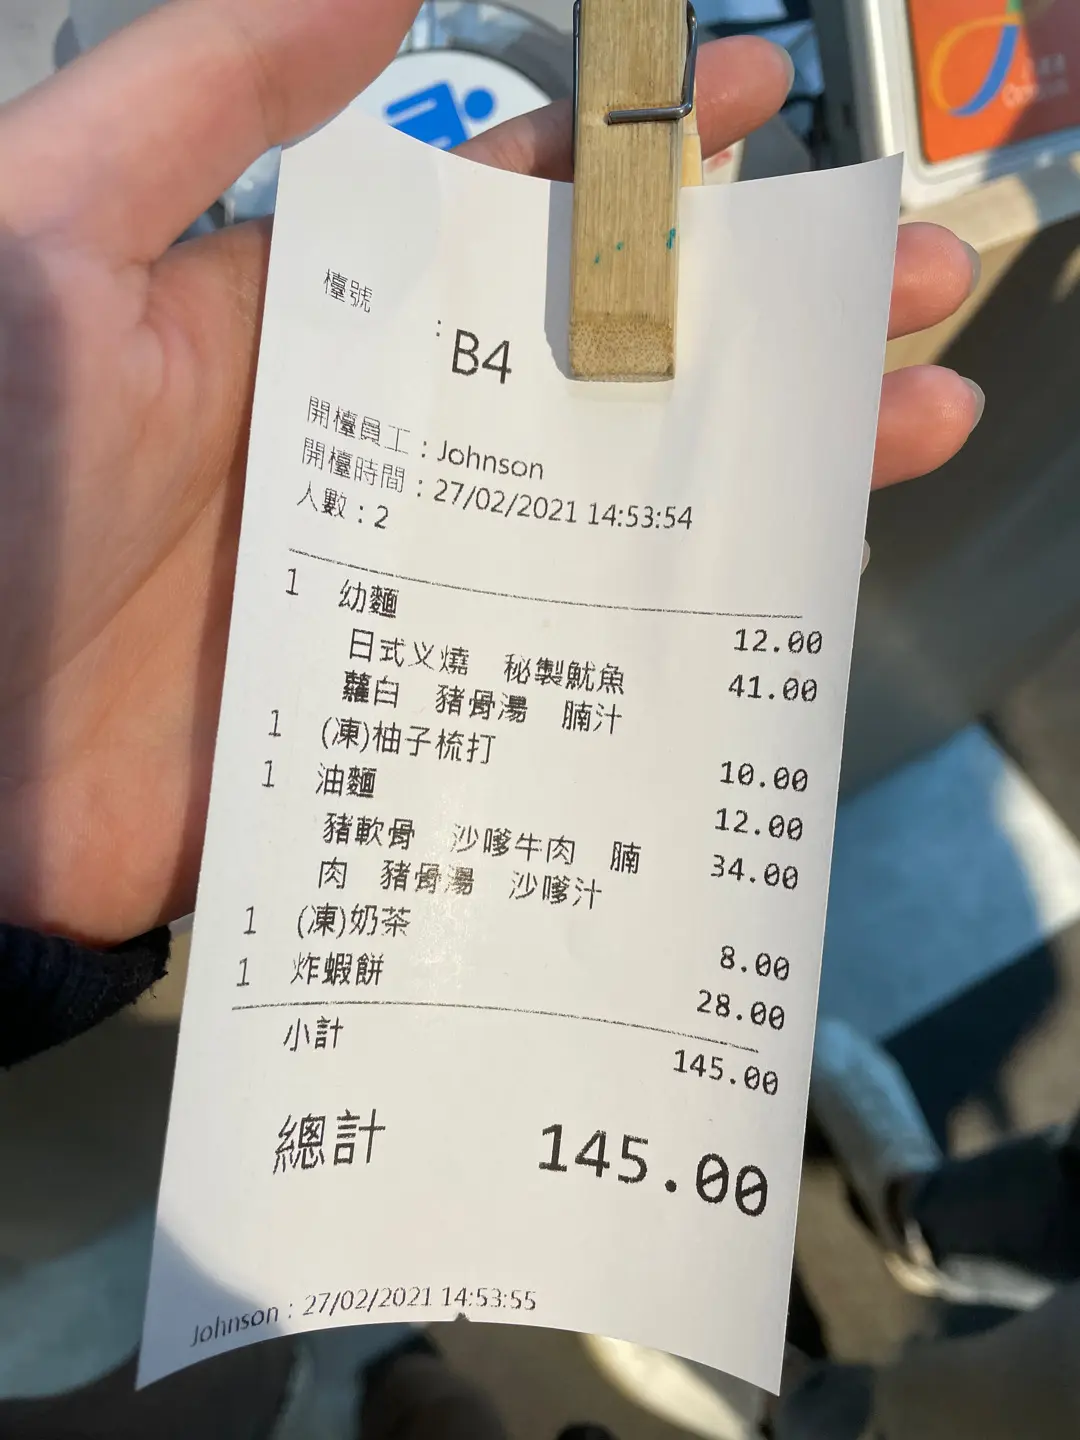 檯號
: B4
開檯員工 : Johnson
開檯時間 : 27/02/2021 14:53:54
人數 : 2
1 幼麵 12.00
日式义燒 秘製魷魚 41.00
蘿白 豬骨湯 腩汁
1 (凍)柚子梳打 10.00
1 油麵 12.00
豬軟骨 沙嗲牛肉 腩 34.00
肉 豬骨湯 沙嗲汁
1 (凍)奶茶 8.00
1 炸蝦餅 28.00
小計 145.00
總計 145.00
Johnson : 27/02/2021 14:53:55